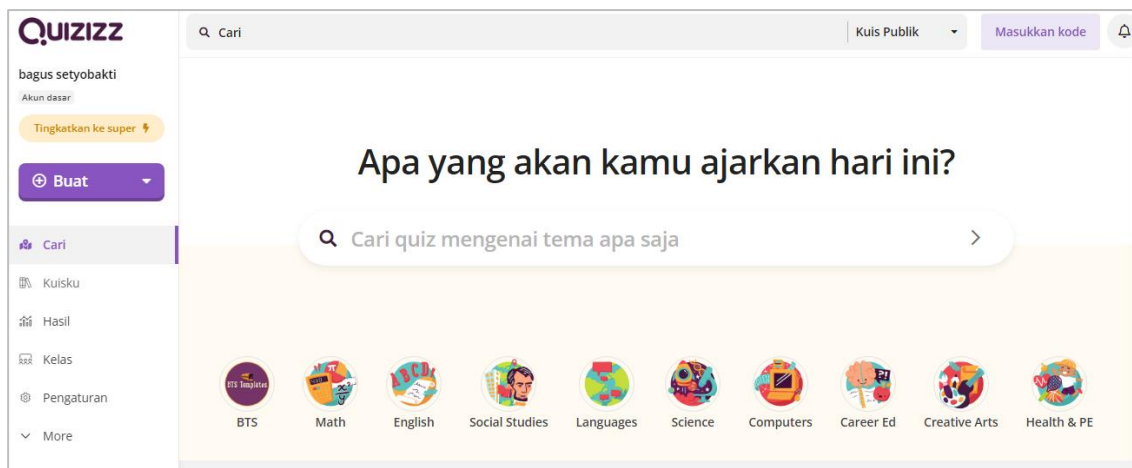 QUIZIZZ
bagus setyobakti
Akun dasar
Tingkatkan ke super
Buat
Cari
Kuisku
Hasil
Kelas
Pengaturan
More
Cari
Kuis Publik
Masukkan kode
Apa yang akan kamu ajarkan hari ini?
Cari quiz mengenai tema apa saja
BTS Templates
ABCD
BTS
Math
English
Social Studies
Languages
Science
Computers
Career Ed
Creative Arts
Health & PE